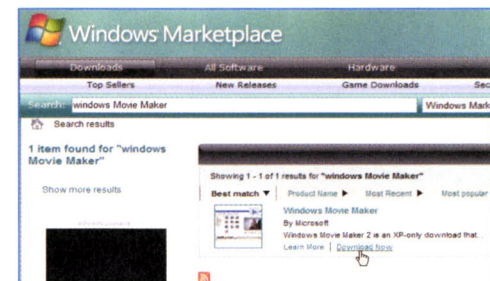 Windows Marketplace
Downloads All Software Hardware
Top Sellers New Releases Game Downloads Sec
Search: windows Movie Maker Windows Mark
Search results
1 item found for "windows
Movie Maker"
Show more results
Showing 1 - 1 of 1 results for "windows Movie Maker"
Best match ▼ Product Name ▶ Most Recent ▶ Most popular
Windows Movie Maker
By Microsoft
Windows Movie Maker 2 is an XP-only download that...
Learn More | Download Now